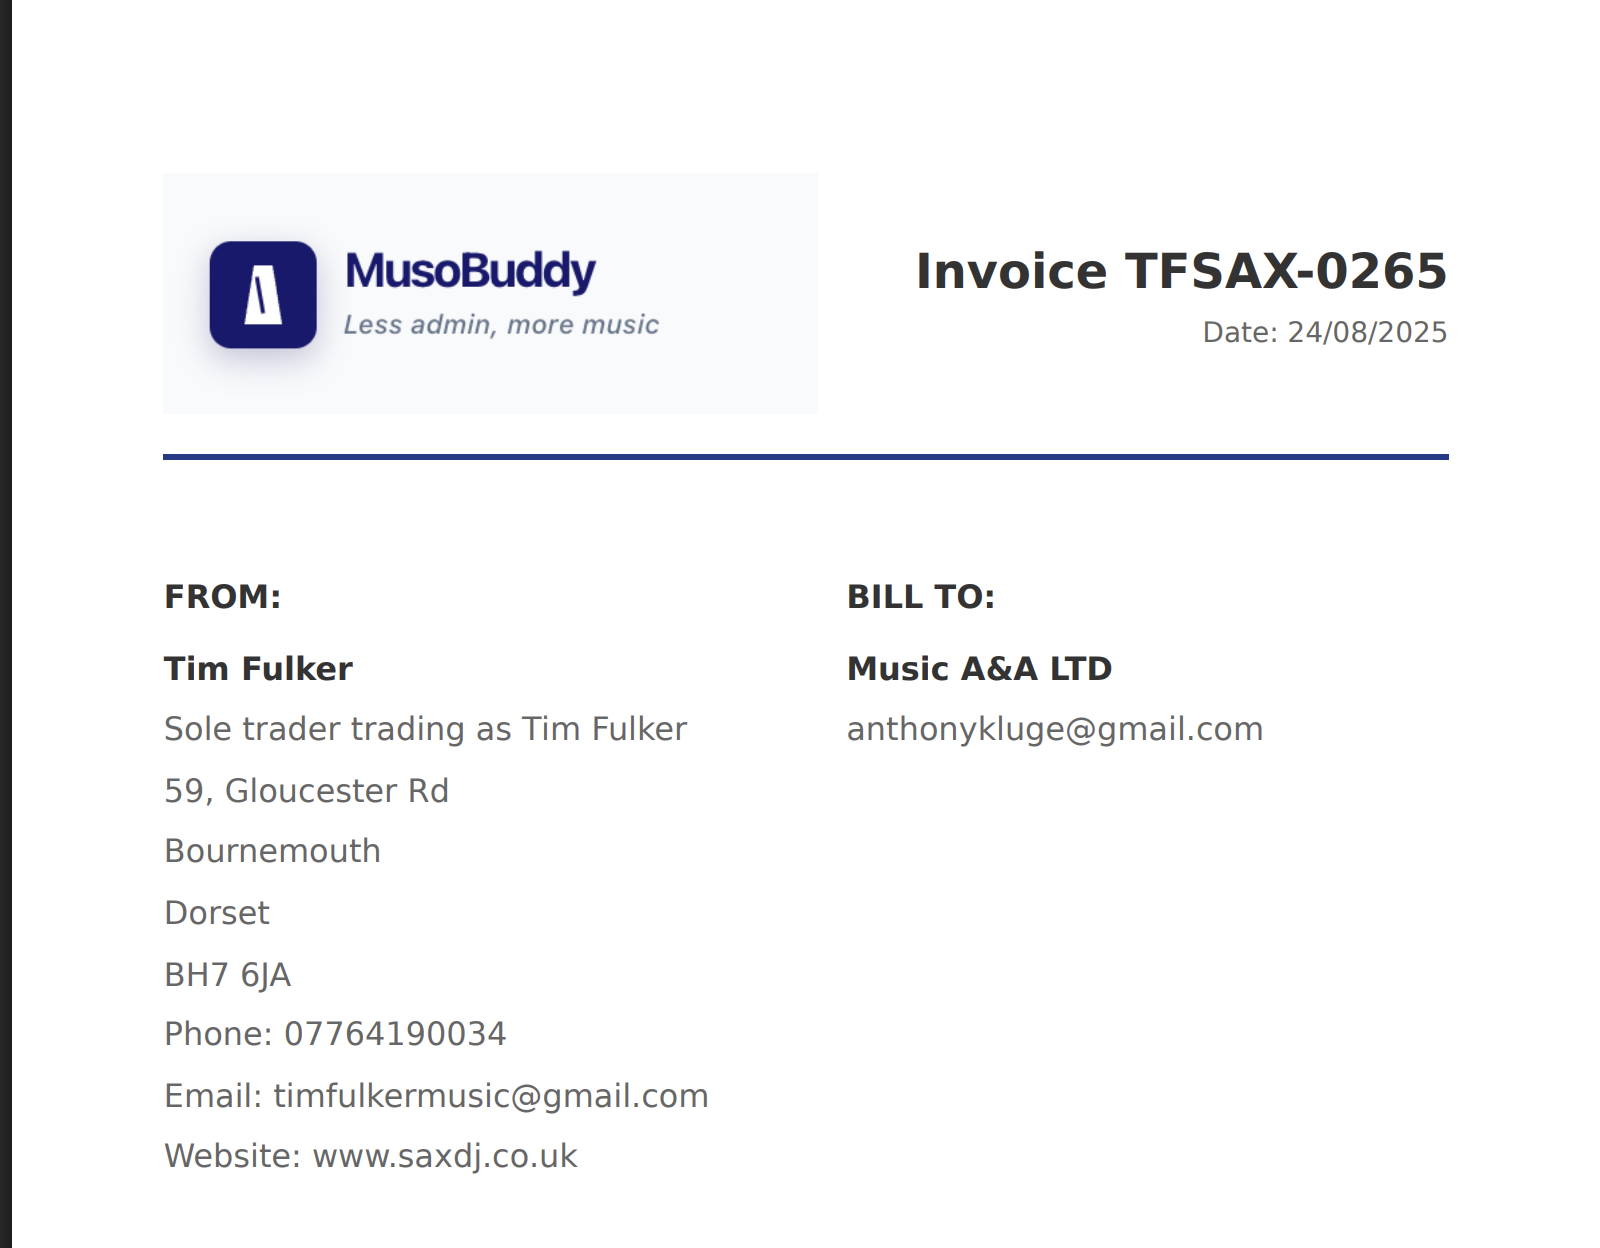 MusoBuddy
Less admin, more music
Invoice TFSAX-0265
Date: 24/08/2025
FROM:
Tim Fulker
Sole trader trading as Tim Fulker
59, Gloucester Rd
Bournemouth
Dorset
BH7 6JA
Phone: 07764190034
Email: timfulkermusic@gmail.com
Website: www.saxdj.co.uk
BILL TO:
Music A&A LTD
anthonykluge@gmail.com